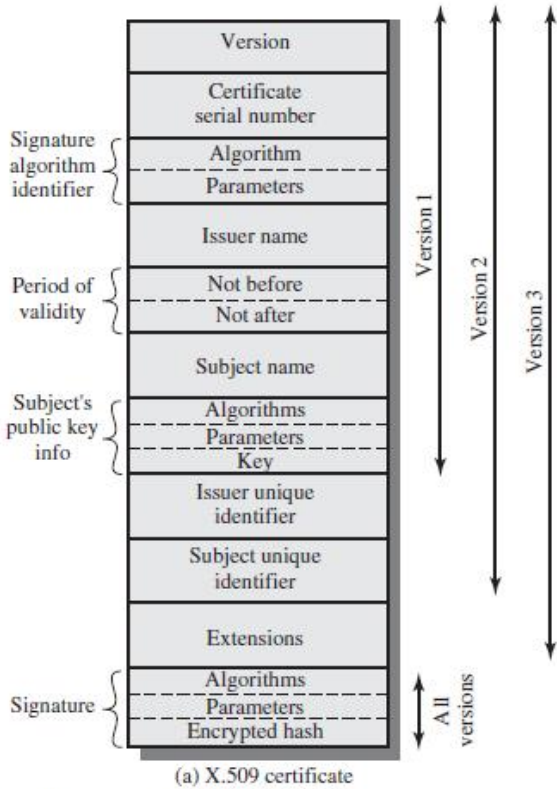 Version
Certificate
serial number
Signature
algorithm
identifier
Algorithm
Parameters
Issuer name
Period of
validity
Not before
Not after
Subject name
Subject's
public key
info
Algorithms
Parameters
Key
Issuer unique
identifier
Subject unique
identifier
Extensions
Signature
Algorithms
Parameters
Encrypted hash
Version 1
Version 2
Version 3
All
versions
(a) X.509 certificate